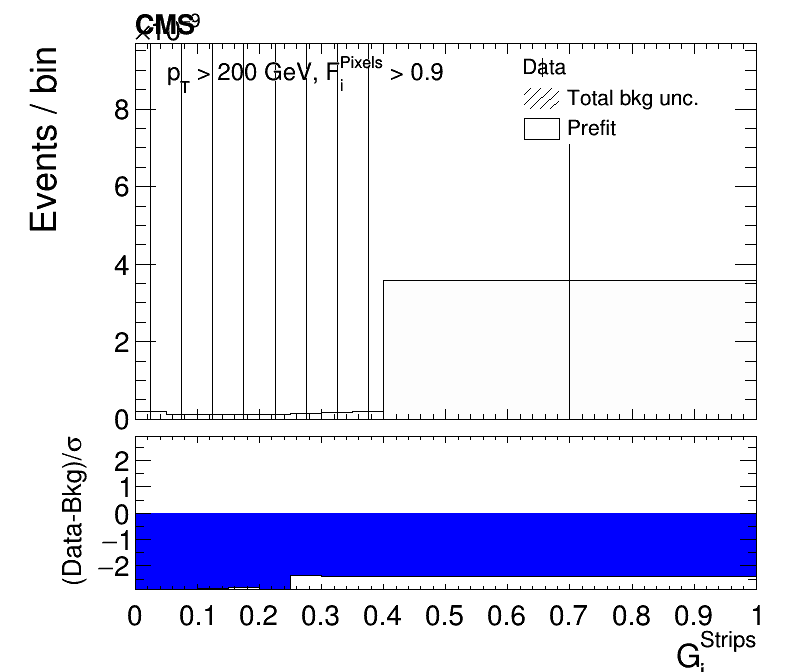 CMS
×10⁻⁹
Events / bin
p_T > 200 GeV, F_i^Pixels > 0.9
Data
Total bkg unc.
Prefit
8
6
4
2
0
(Data-Bkg)/σ
2
1
0
−1
−2
0 0.1 0.2 0.3 0.4 0.5 0.6 0.7 0.8 0.9 1
G_i^Strips